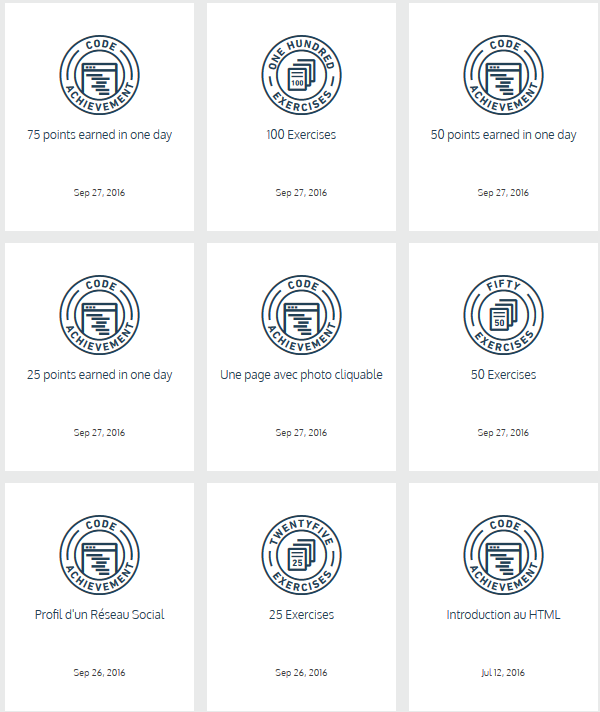 CODE ACHIEVEMENT
75 points earned in one day
Sep 27, 2016
ONE HUNDRED EXERCISES
100
100 Exercises
Sep 27, 2016
CODE ACHIEVEMENT
50 points earned in one day
Sep 27, 2016
CODE ACHIEVEMENT
25 points earned in one day
Sep 27, 2016
CODE ACHIEVEMENT
Une page avec photo cliquable
Sep 27, 2016
FIFTY EXERCISES
50
50 Exercises
Sep 27, 2016
CODE ACHIEVEMENT
Profil d'un Réseau Social
Sep 26, 2016
TWENTYFIVE EXERCISES
25
25 Exercises
Sep 26, 2016
CODE ACHIEVEMENT
Introduction au HTML
Jul 12, 2016